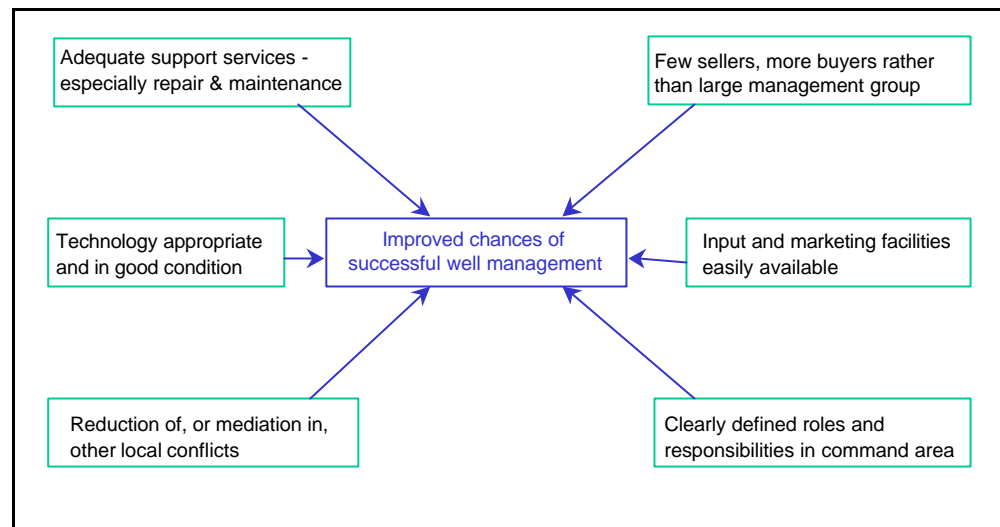 Adequate support services -
especially repair & maintenance
Few sellers, more buyers rather
than large management group
Technology appropriate
and in good condition
Improved chances of
successful well management
Input and marketing facilities
easily available
Reduction of, or mediation in,
other local conflicts
Clearly defined roles and
responsibilities in command area